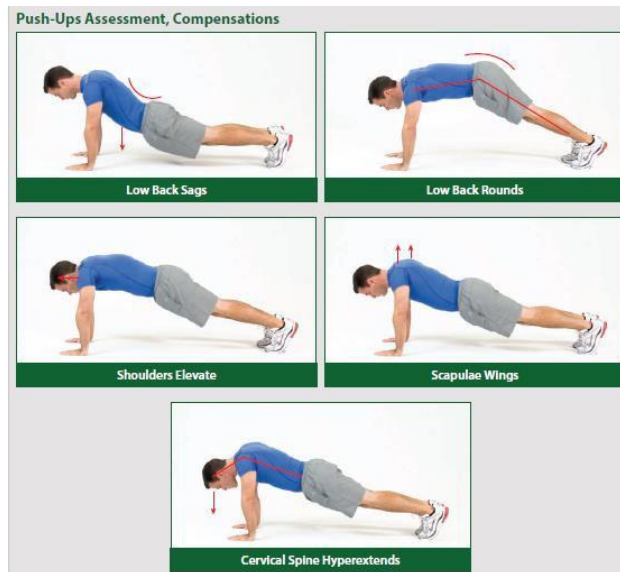 Push-Ups Assessment, Compensations
Low Back Sags
Low Back Rounds
Shoulders Elevate
Scapulae Wings
Cervical Spine Hyperextends